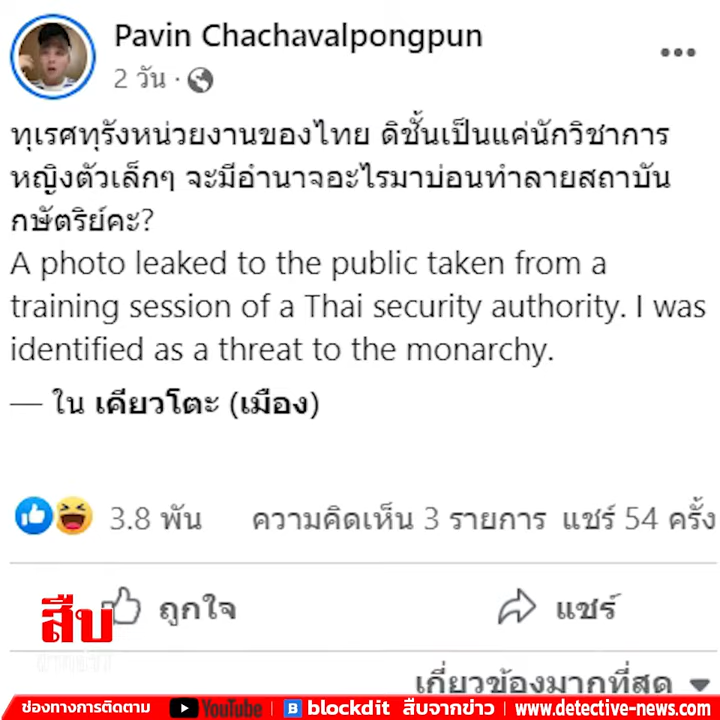 Pavin Chachavalpongpun
2 วัน ·
ทุเรศทุรังหน่วยงานของไทย ดิชั้นเป็นแค่นักวิชาการ
หญิงตัวเล็กๆ จะมีอำนาจอะไรมาบ่อนทำลายสถาบัน
กษัตริย์คะ?
A photo leaked to the public taken from a
training session of a Thai security authority. I was
identified as a threat to the monarchy.
— ใน เคียวโตะ (เมือง)
3.8 พัน ความคิดเห็น 3 รายการ แชร์ 54 ครั้ง
สืบ ถูกใจ แชร์
เกี่ยวข้องมากที่สุด
ช่องทางการติดตาม YouTube | B blockdit สืบจากข่าว | www.detective-news.com